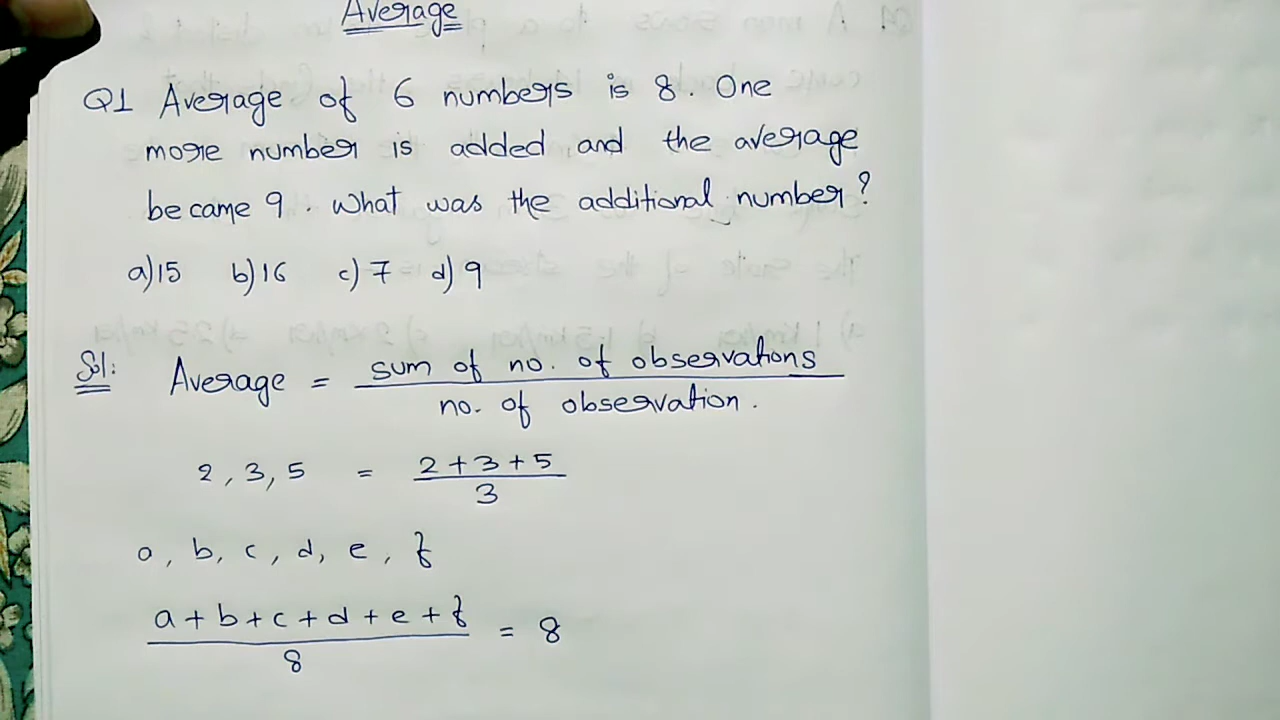 Average
Q1 Average of 6 numbers is 8. One
more number is added and the average
became 9. What was the additional number?
a)15 b)16 c)7 d)9
Sol: Average = sum of no. of observations
no. of observation.
2, 3, 5 = 2+3+5
3
a, b, c, d, e, f
a+b+c+d+e+f = 8
8